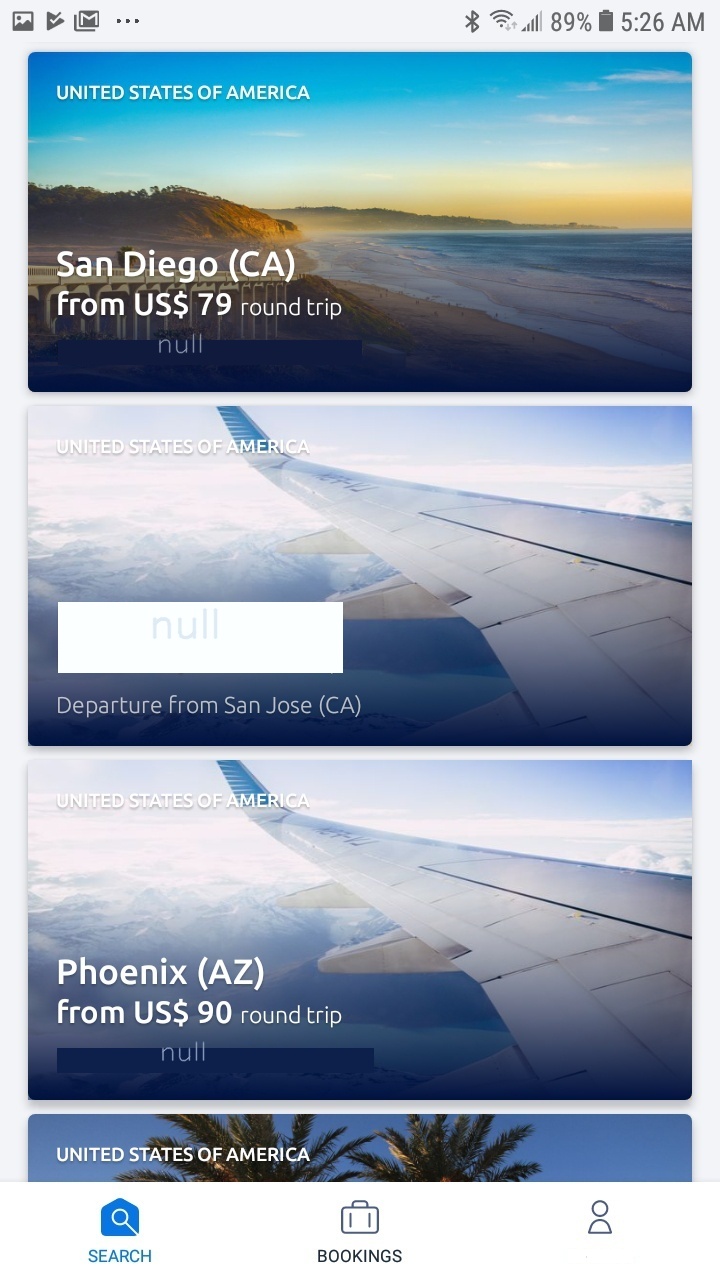 89% 5:26 AM
UNITED STATES OF AMERICA
San Diego (CA)
from US$ 79 round trip
null
UNITED STATES OF AMERICA
null
Departure from San Jose (CA)
UNITED STATES OF AMERICA
Phoenix (AZ)
from US$ 90 round trip
null
UNITED STATES OF AMERICA
SEARCH
BOOKINGS